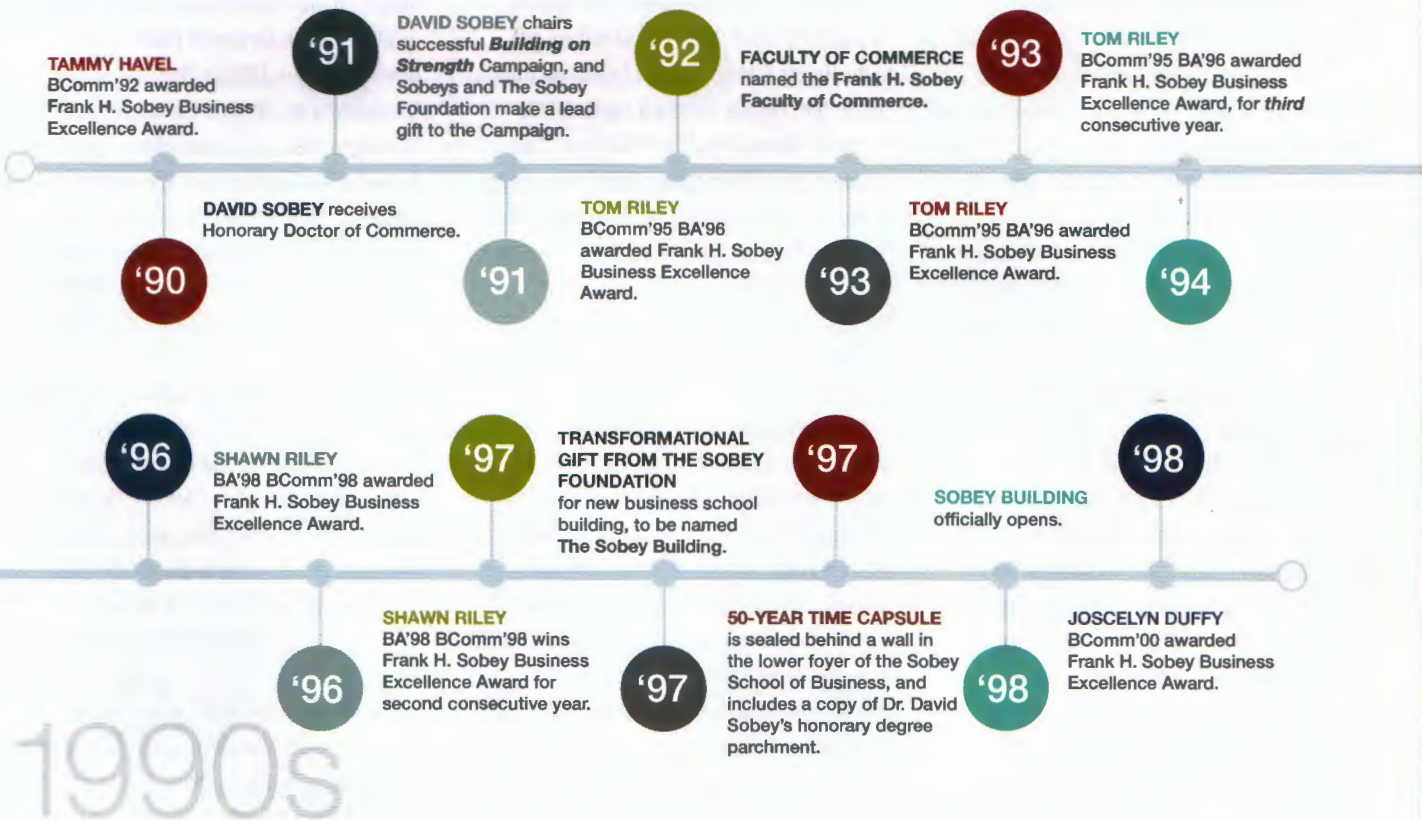 TAMMY HAVEL
BComm'92 awarded
Frank H. Sobey Business
Excellence Award.
‘90
‘91
DAVID SOBEY receives
Honorary Doctor of Commerce.
DAVID SOBEY chairs
successful Building on
Strength Campaign, and
Sobeys and The Sobey
Foundation make a lead
gift to the Campaign.
‘91
‘92
TOM RILEY
BComm'95 BA'96
awarded Frank H. Sobey
Business Excellence
Award.
FACULTY OF COMMERCE
named the Frank H. Sobey
Faculty of Commerce.
‘93
‘93
TOM RILEY
BComm'95 BA'96 awarded
Frank H. Sobey Business
Excellence Award.
TOM RILEY
BComm'95 BA'96 awarded
Frank H. Sobey Business
Excellence Award, for third
consecutive year.
‘94
‘96
SHAWN RILEY
BA'98 BComm'98 awarded
Frank H. Sobey Business
Excellence Award.
‘96
‘97
SHAWN RILEY
BA'98 BComm'98 wins
Frank H. Sobey Business
Excellence Award for
second consecutive year.
TRANSFORMATIONAL
GIFT FROM THE SOBEY
FOUNDATION
for new business school
building, to be named
The Sobey Building.
‘97
‘97
50-YEAR TIME CAPSULE
is sealed behind a wall in
the lower foyer of the Sobey
School of Business, and
includes a copy of Dr. David
Sobey's honorary degree
parchment.
SOBEY BUILDING
officially opens.
‘98
‘98
JOSCELYN DUFFY
BComm'00 awarded
Frank H. Sobey Business
Excellence Award.
1990s